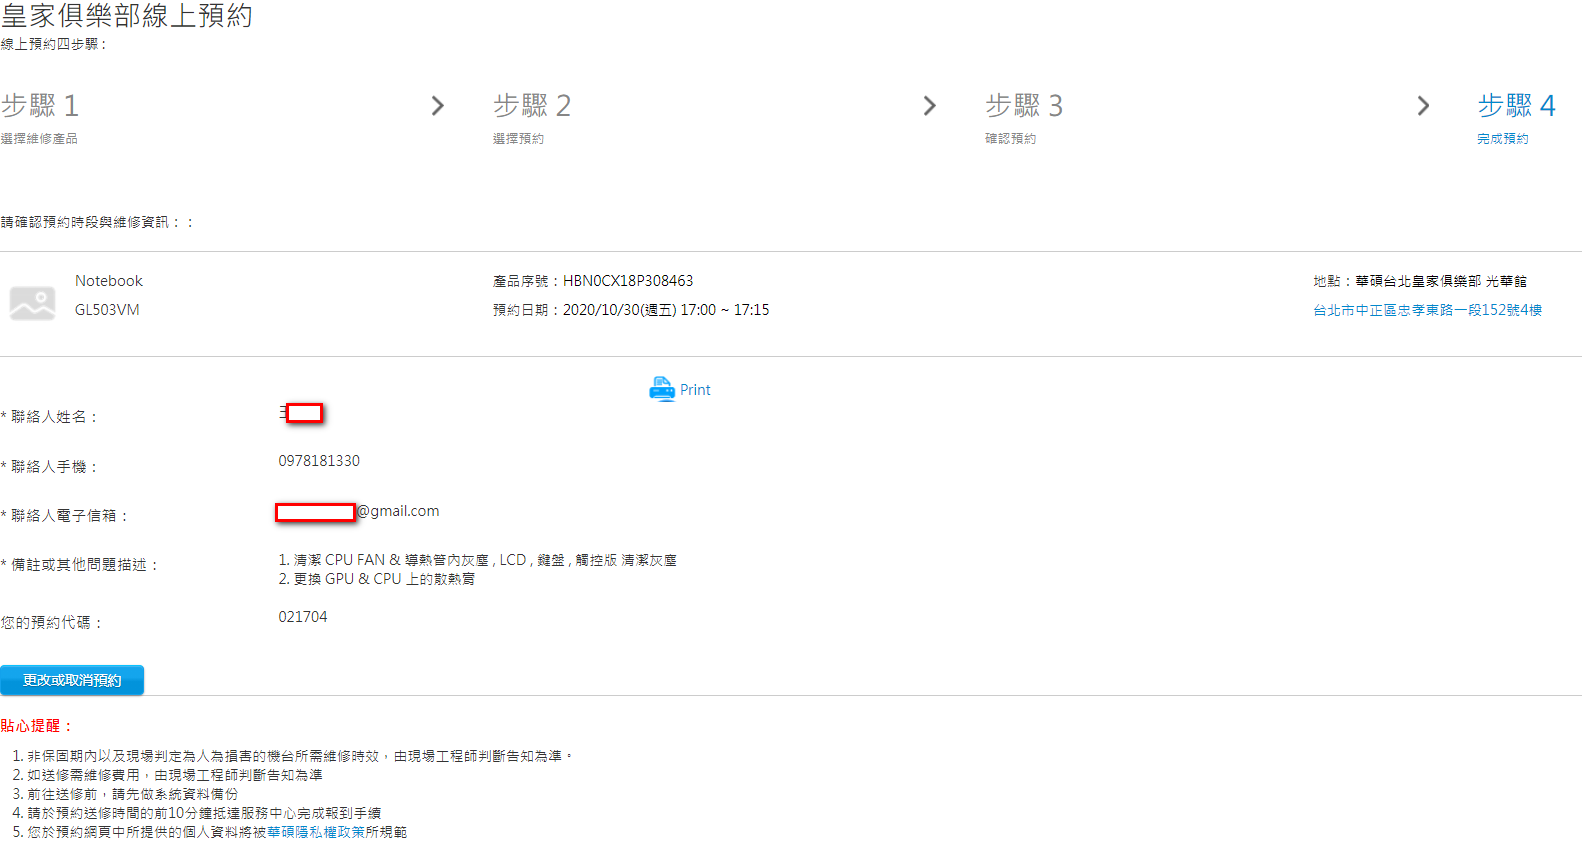 皇家俱樂部線上預約
線上預約四步驟 :
步驟 1
選擇維修產品
步驟 2
選擇預約
步驟 3
確認預約
步驟 4
完成預約
請確認預約時段與維修資訊： :
Notebook
GL503VM
產品序號 : HBN0CX18P308463
預約日期 : 2020/10/30(週五) 17:00 ~ 17:15
地點 : 華碩台北皇家俱樂部 光華館
台北市中正區忠孝東路一段152號4樓
Print
* 聯絡人姓名 :
* 聯絡人手機 :
0978181330
* 聯絡人電子信箱 :
@gmail.com
* 備註或其他問題描述 :
1. 清潔 CPU FAN & 導熱管內灰塵 , LCD , 鍵盤 , 觸控版 清潔灰塵
2. 更換 GPU & CPU 上的散熱膏
您的預約代碼 :
021704
更改或取消預約
貼心提醒 :
1. 非保固期內以及現場判定為人為損害的機台所需維修時效，由現場工程師判斷告知為準。
2. 如送修需維修費用，由現場工程師判斷告知為準
3. 前往送修前，請先做系統資料備份
4. 請於預約送修時間的前10分鐘抵達服務中心完成報到手續
5. 您於預約網頁中所提供的個人資料將被華碩隱私權政策所規範